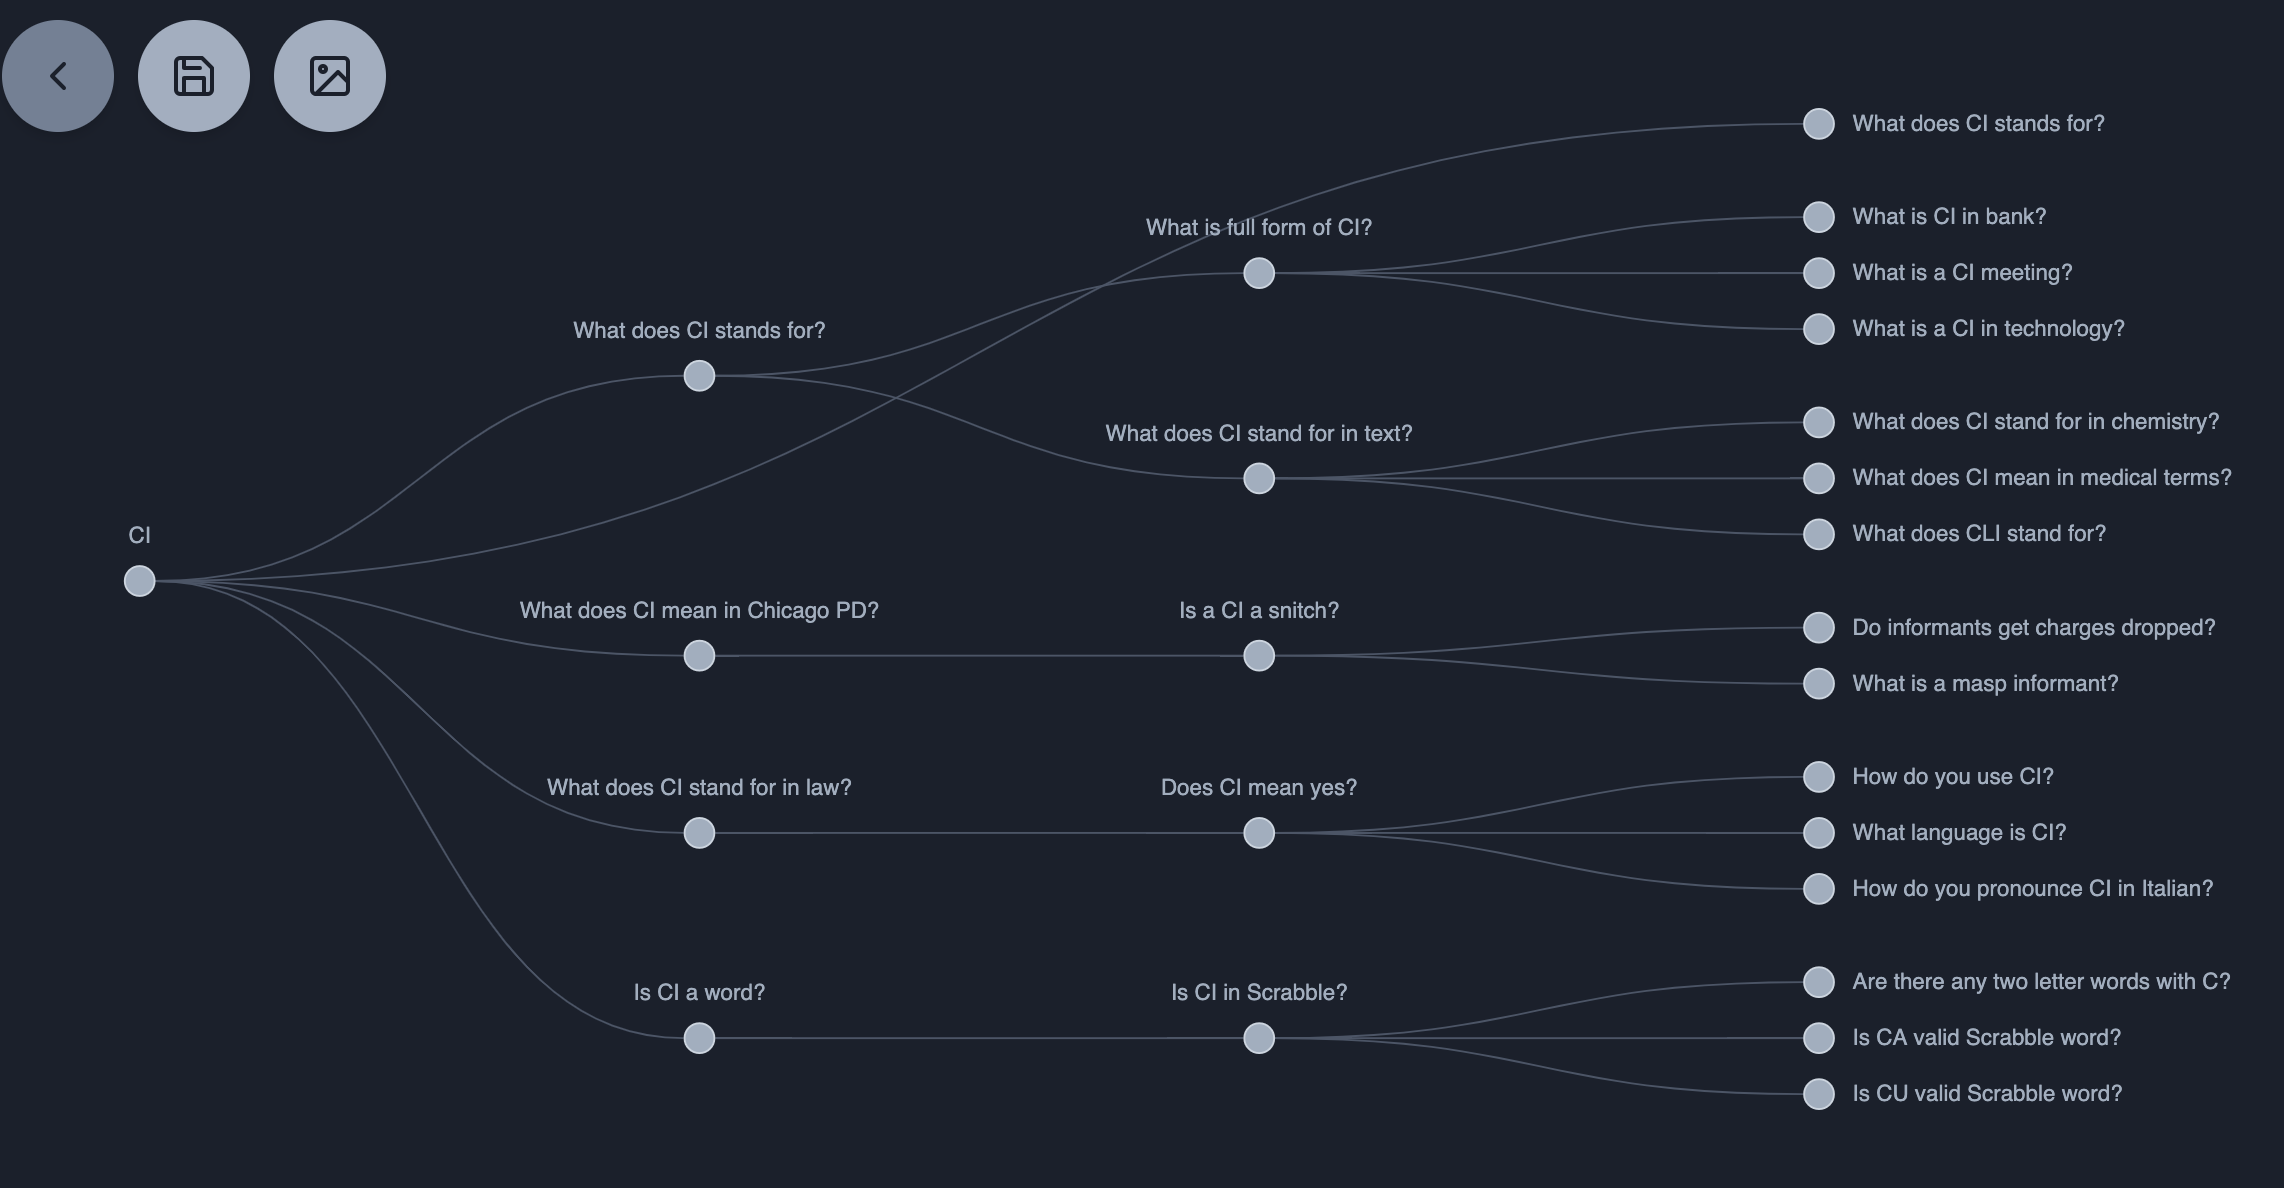 CI
What does CI stands for?
What does CI mean in Chicago PD?
What does CI stand for in law?
Is CI a word?
What is full form of CI?
What does CI stand for in text?
Is a CI a snitch?
Does CI mean yes?
Is CI in Scrabble?
What does CI stands for?
What is CI in bank?
What is a CI meeting?
What is a CI in technology?
What does CI stand for in chemistry?
What does CI mean in medical terms?
What does CLI stand for?
Do informants get charges dropped?
What is a masp informant?
How do you use CI?
What language is CI?
How do you pronounce CI in Italian?
Are there any two letter words with C?
Is CA valid Scrabble word?
Is CU valid Scrabble word?